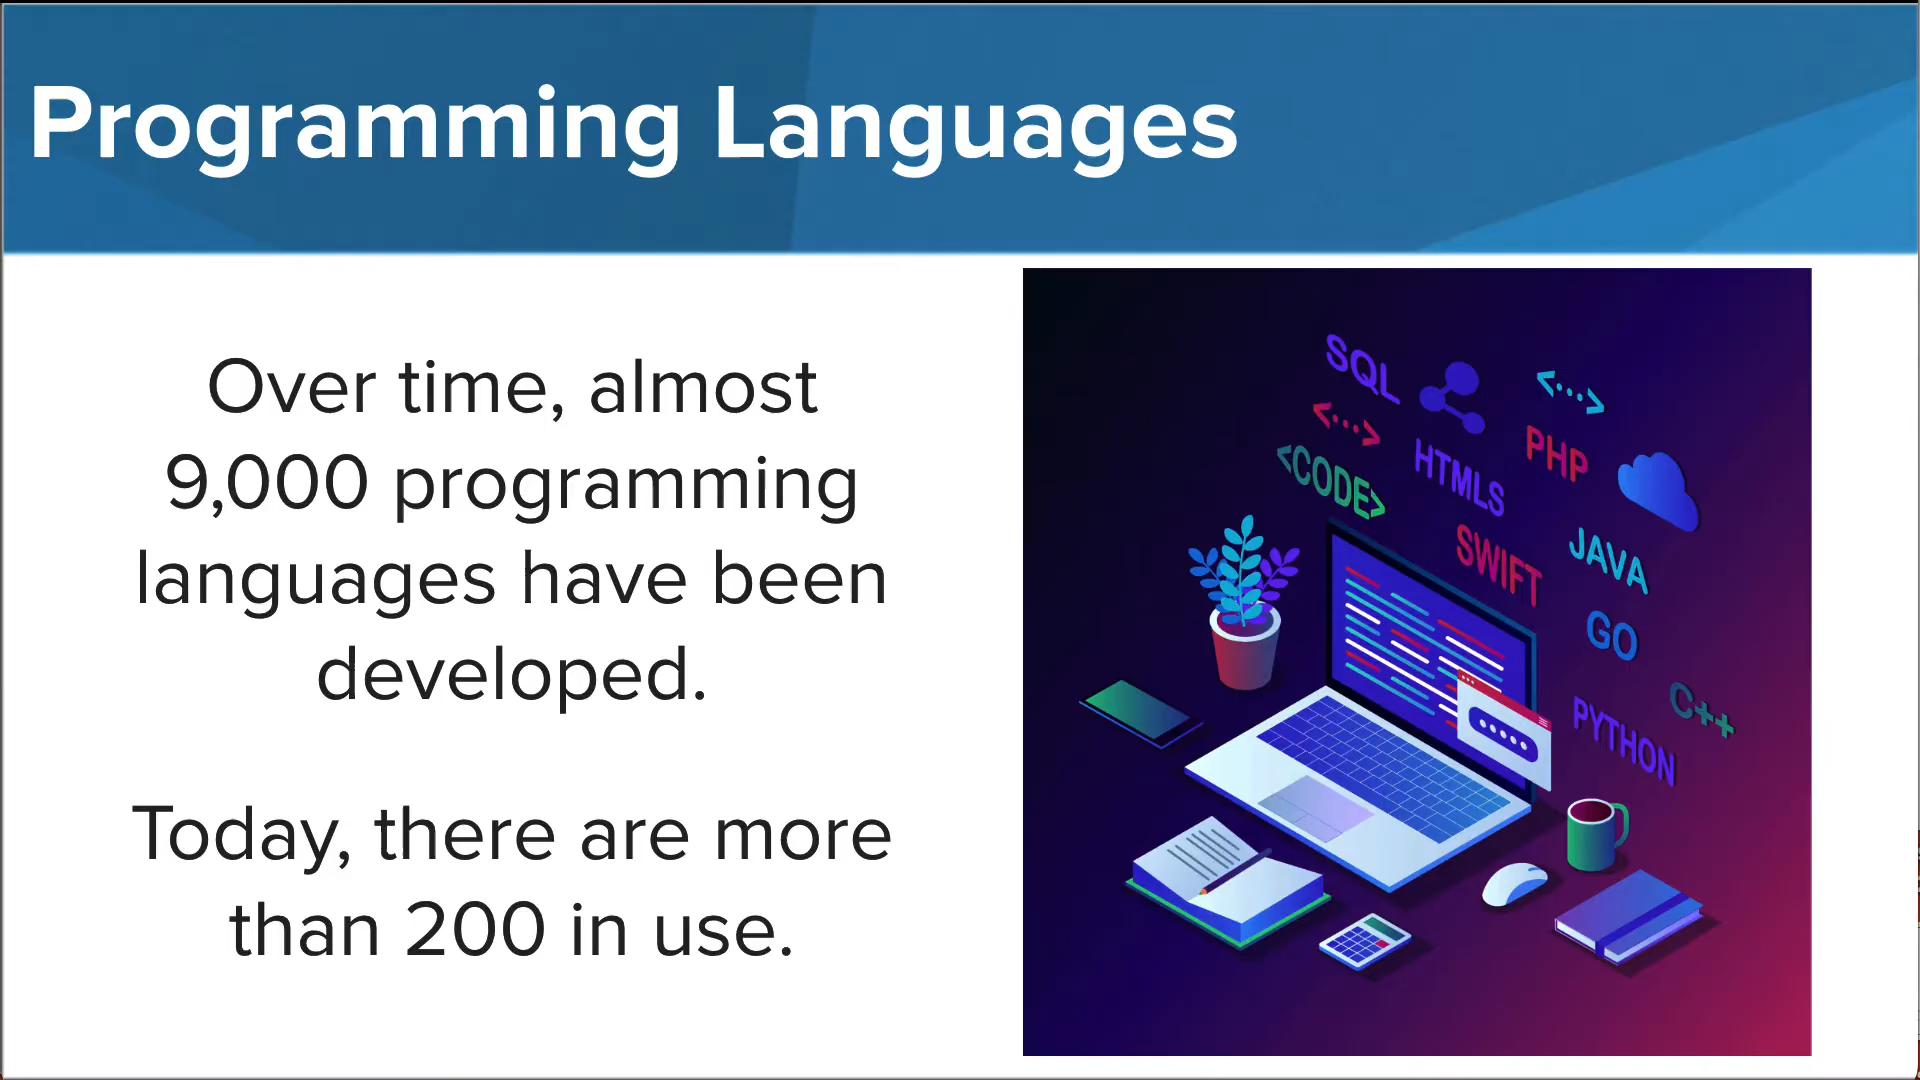 Programming Languages
Over time, almost
9,000 programming
languages have been
developed.
Today, there are more
than 200 in use.
SQL
<...>
<...>
PHP
HTMLS
<CODE>
SWIFT
JAVA
GO
C++
PYTHON